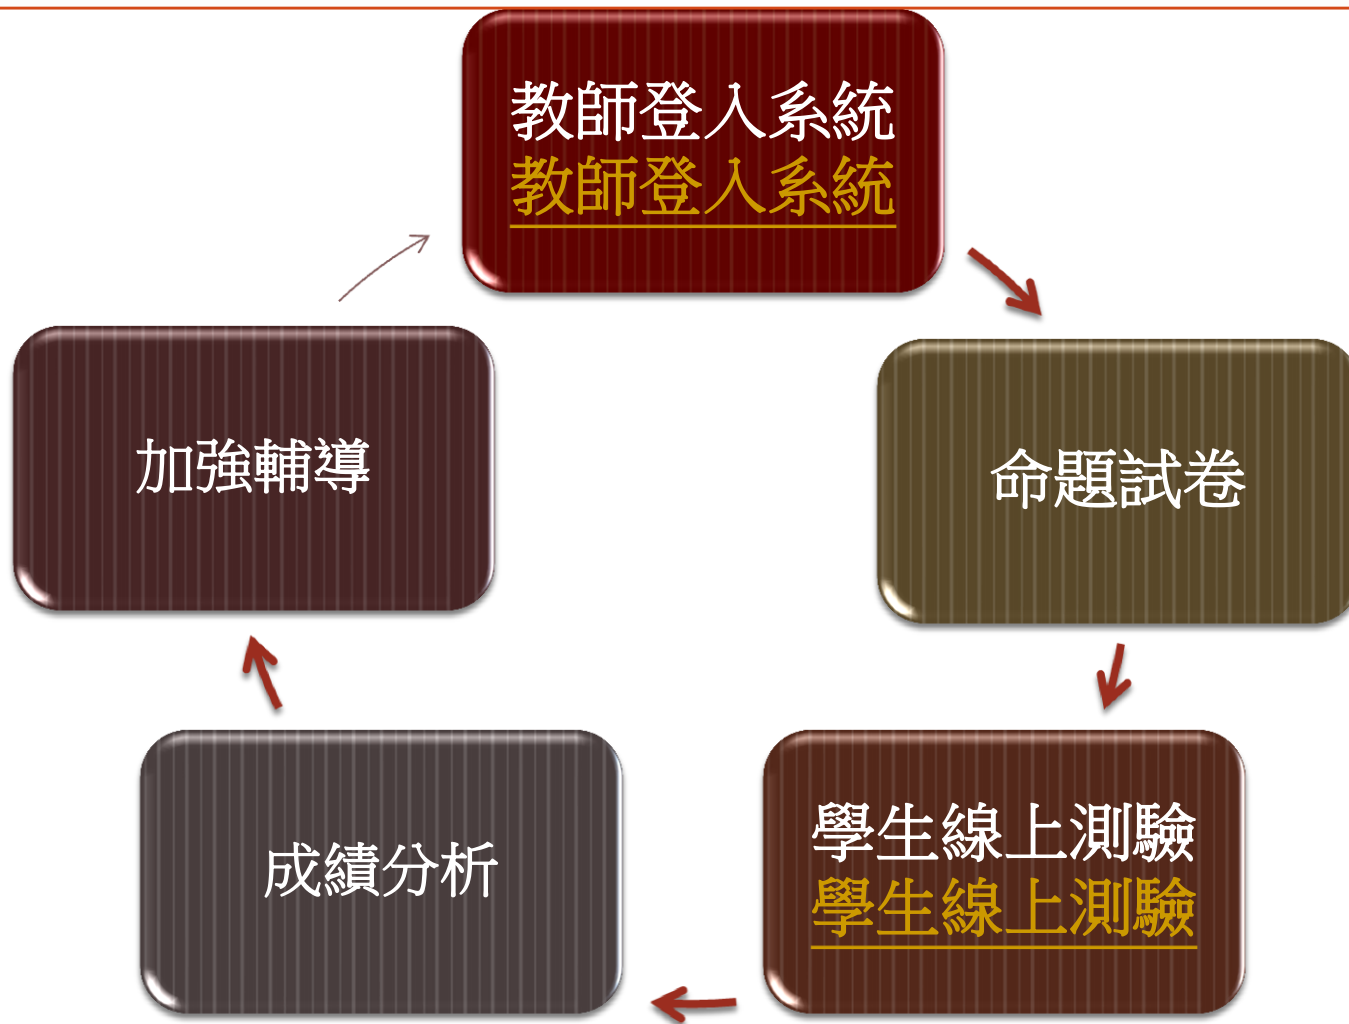 教師登入系統
教師登入系統
命題試卷
學生線上測驗
學生線上測驗
成績分析
加強輔導